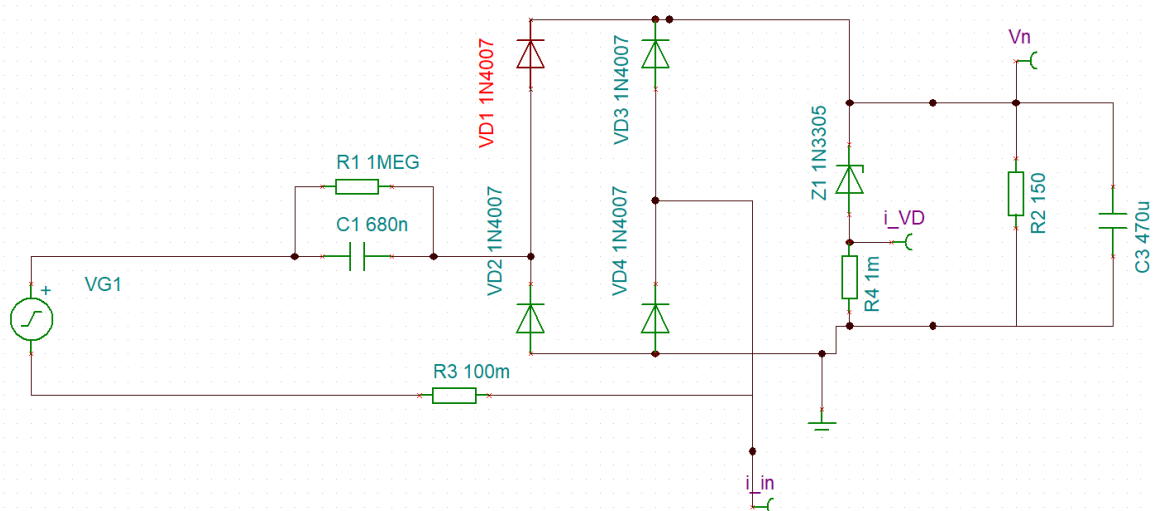 Vn
VD1 1N4007
VD3 1N4007
Z1 1N3305
R1 1MEG
C1 680n
R2 150
C3 470u
i_VD
VD2 1N4007
VD4 1N4007
R4 1m
VG1
+
R3 100m
i_in